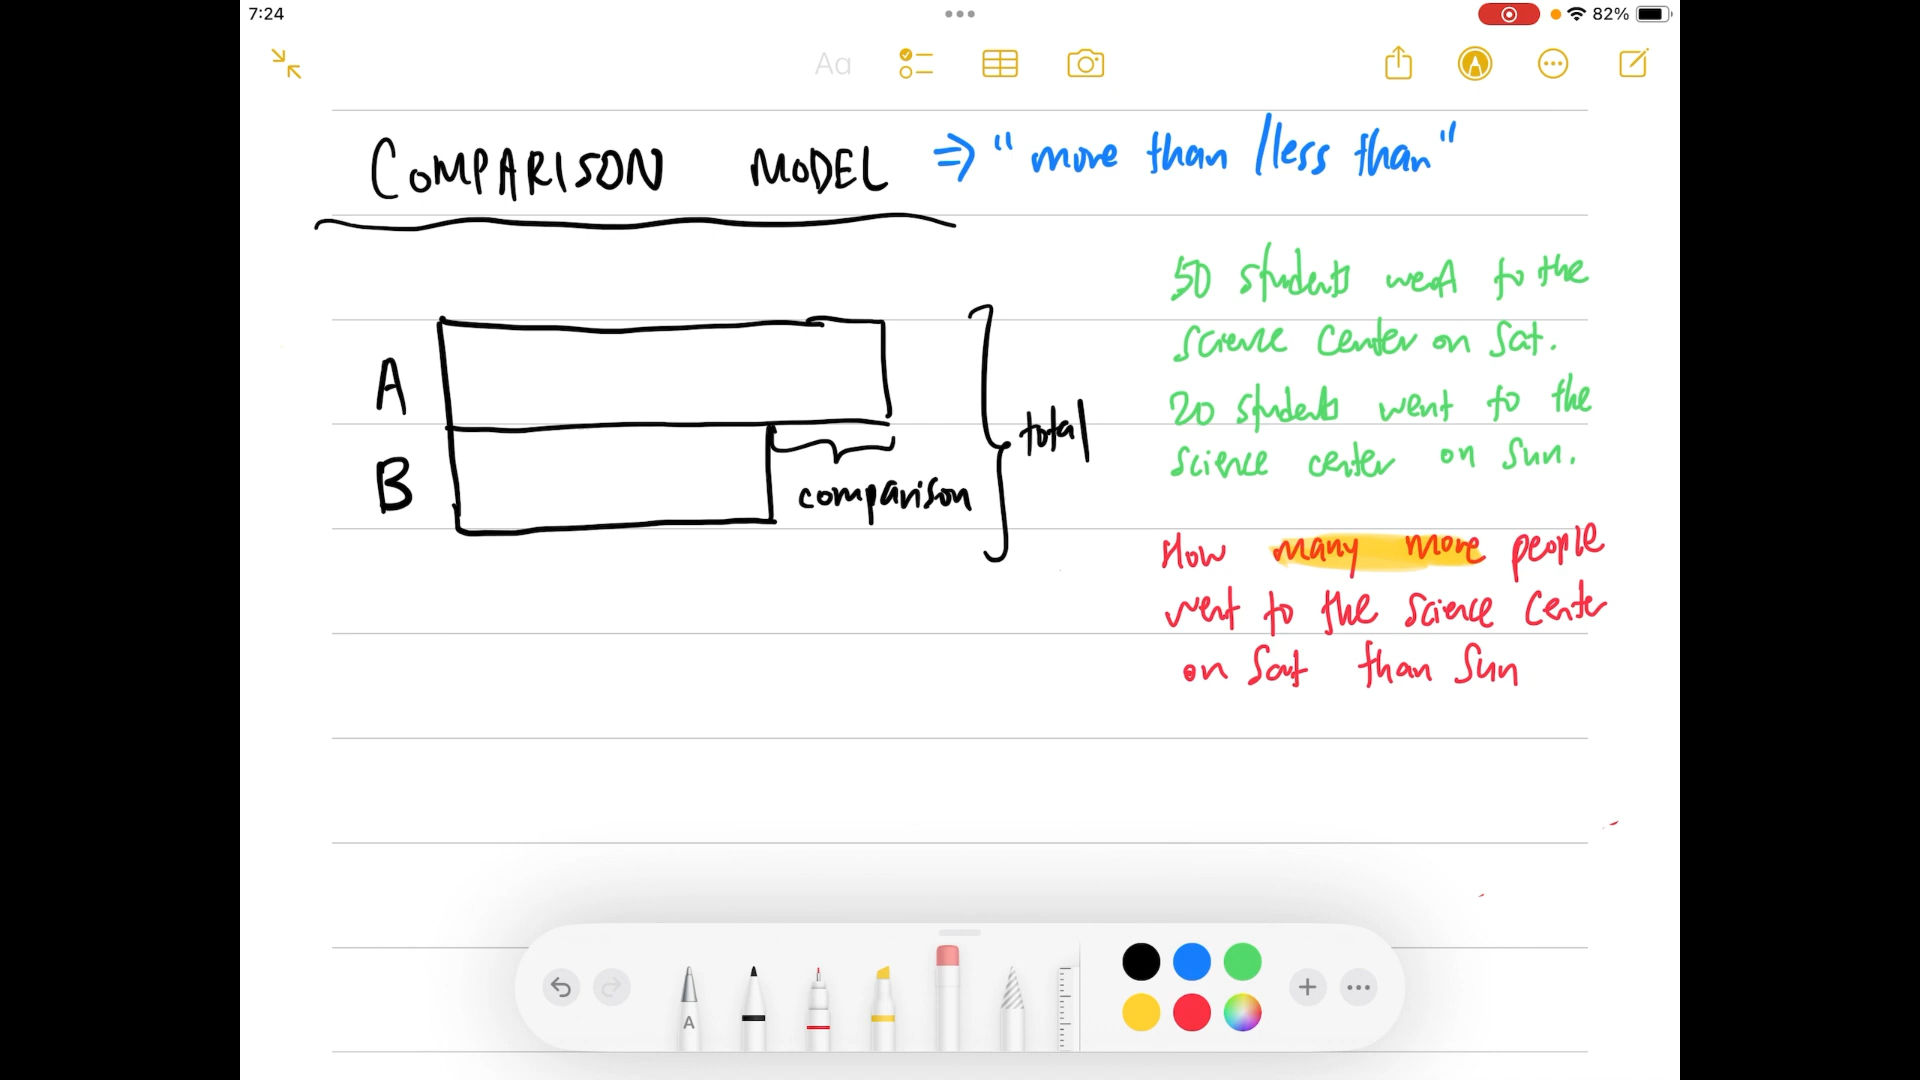 7:24
82%
Aa
COMPARISON MODEL ⇒ "more than /less than"
50 students went to the
science center on Sat.
20 students went to the
science center on Sun.
A
B
comparison
total
How many more people
went to the science center
on Sat than Sun
A